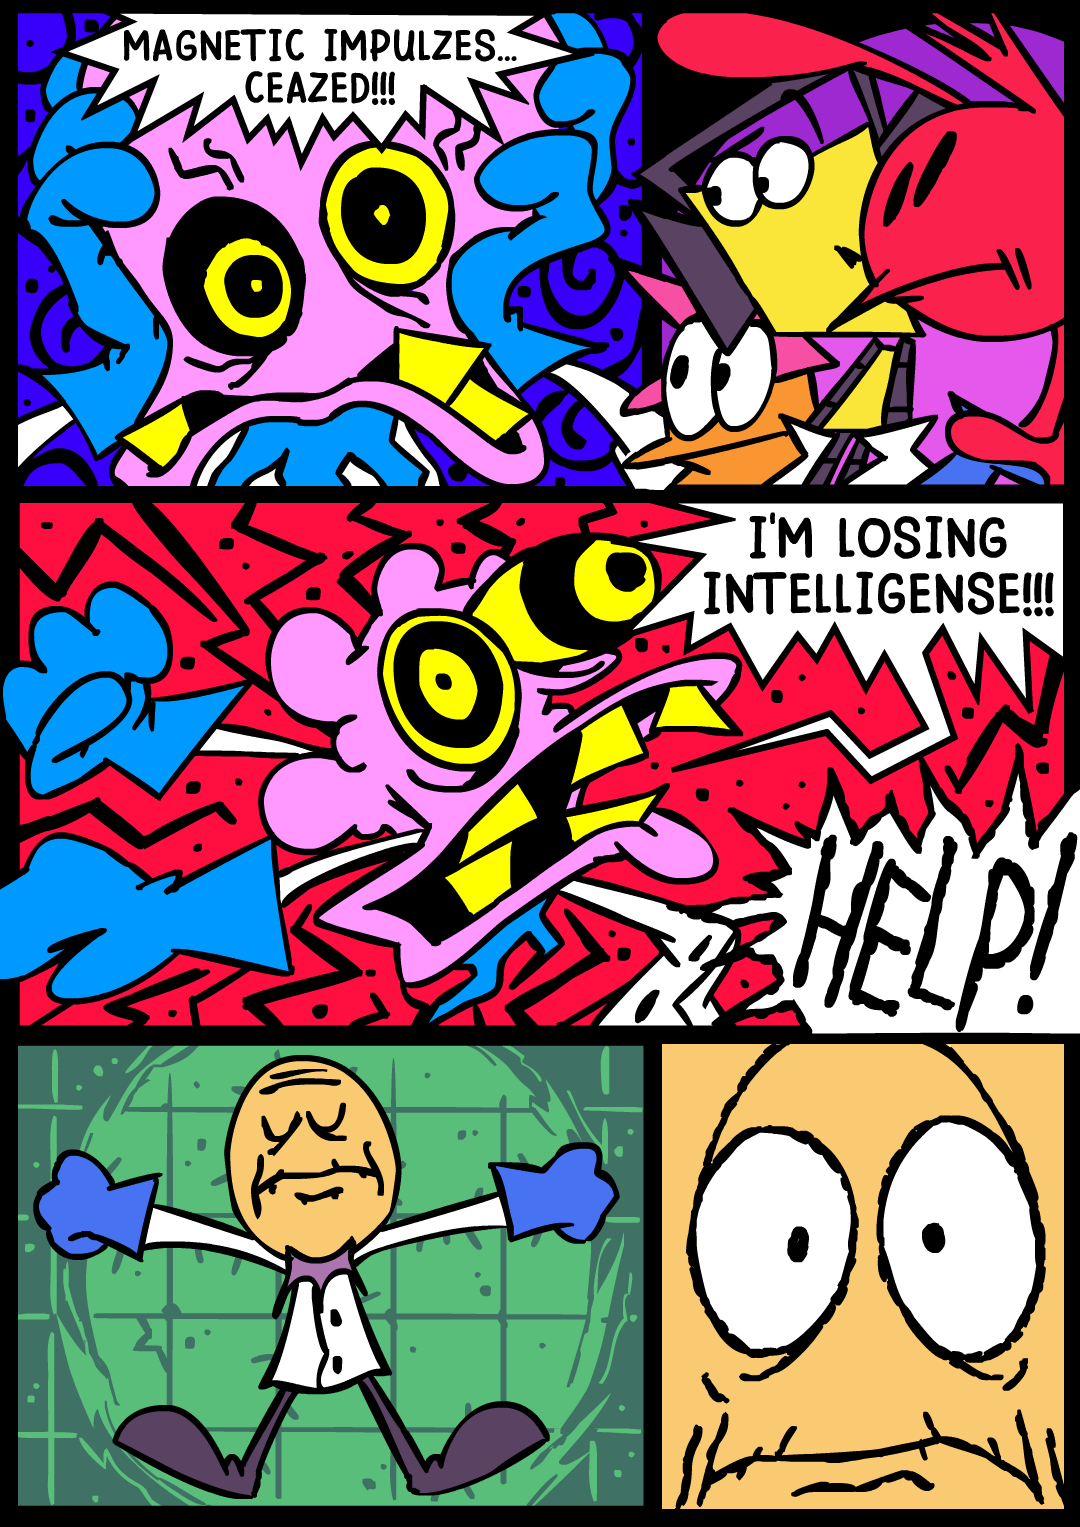 MAGNETIC IMPULZES...
CEAZED!!!
I'M LOSING
INTELLIGENSE!!!
HELP!